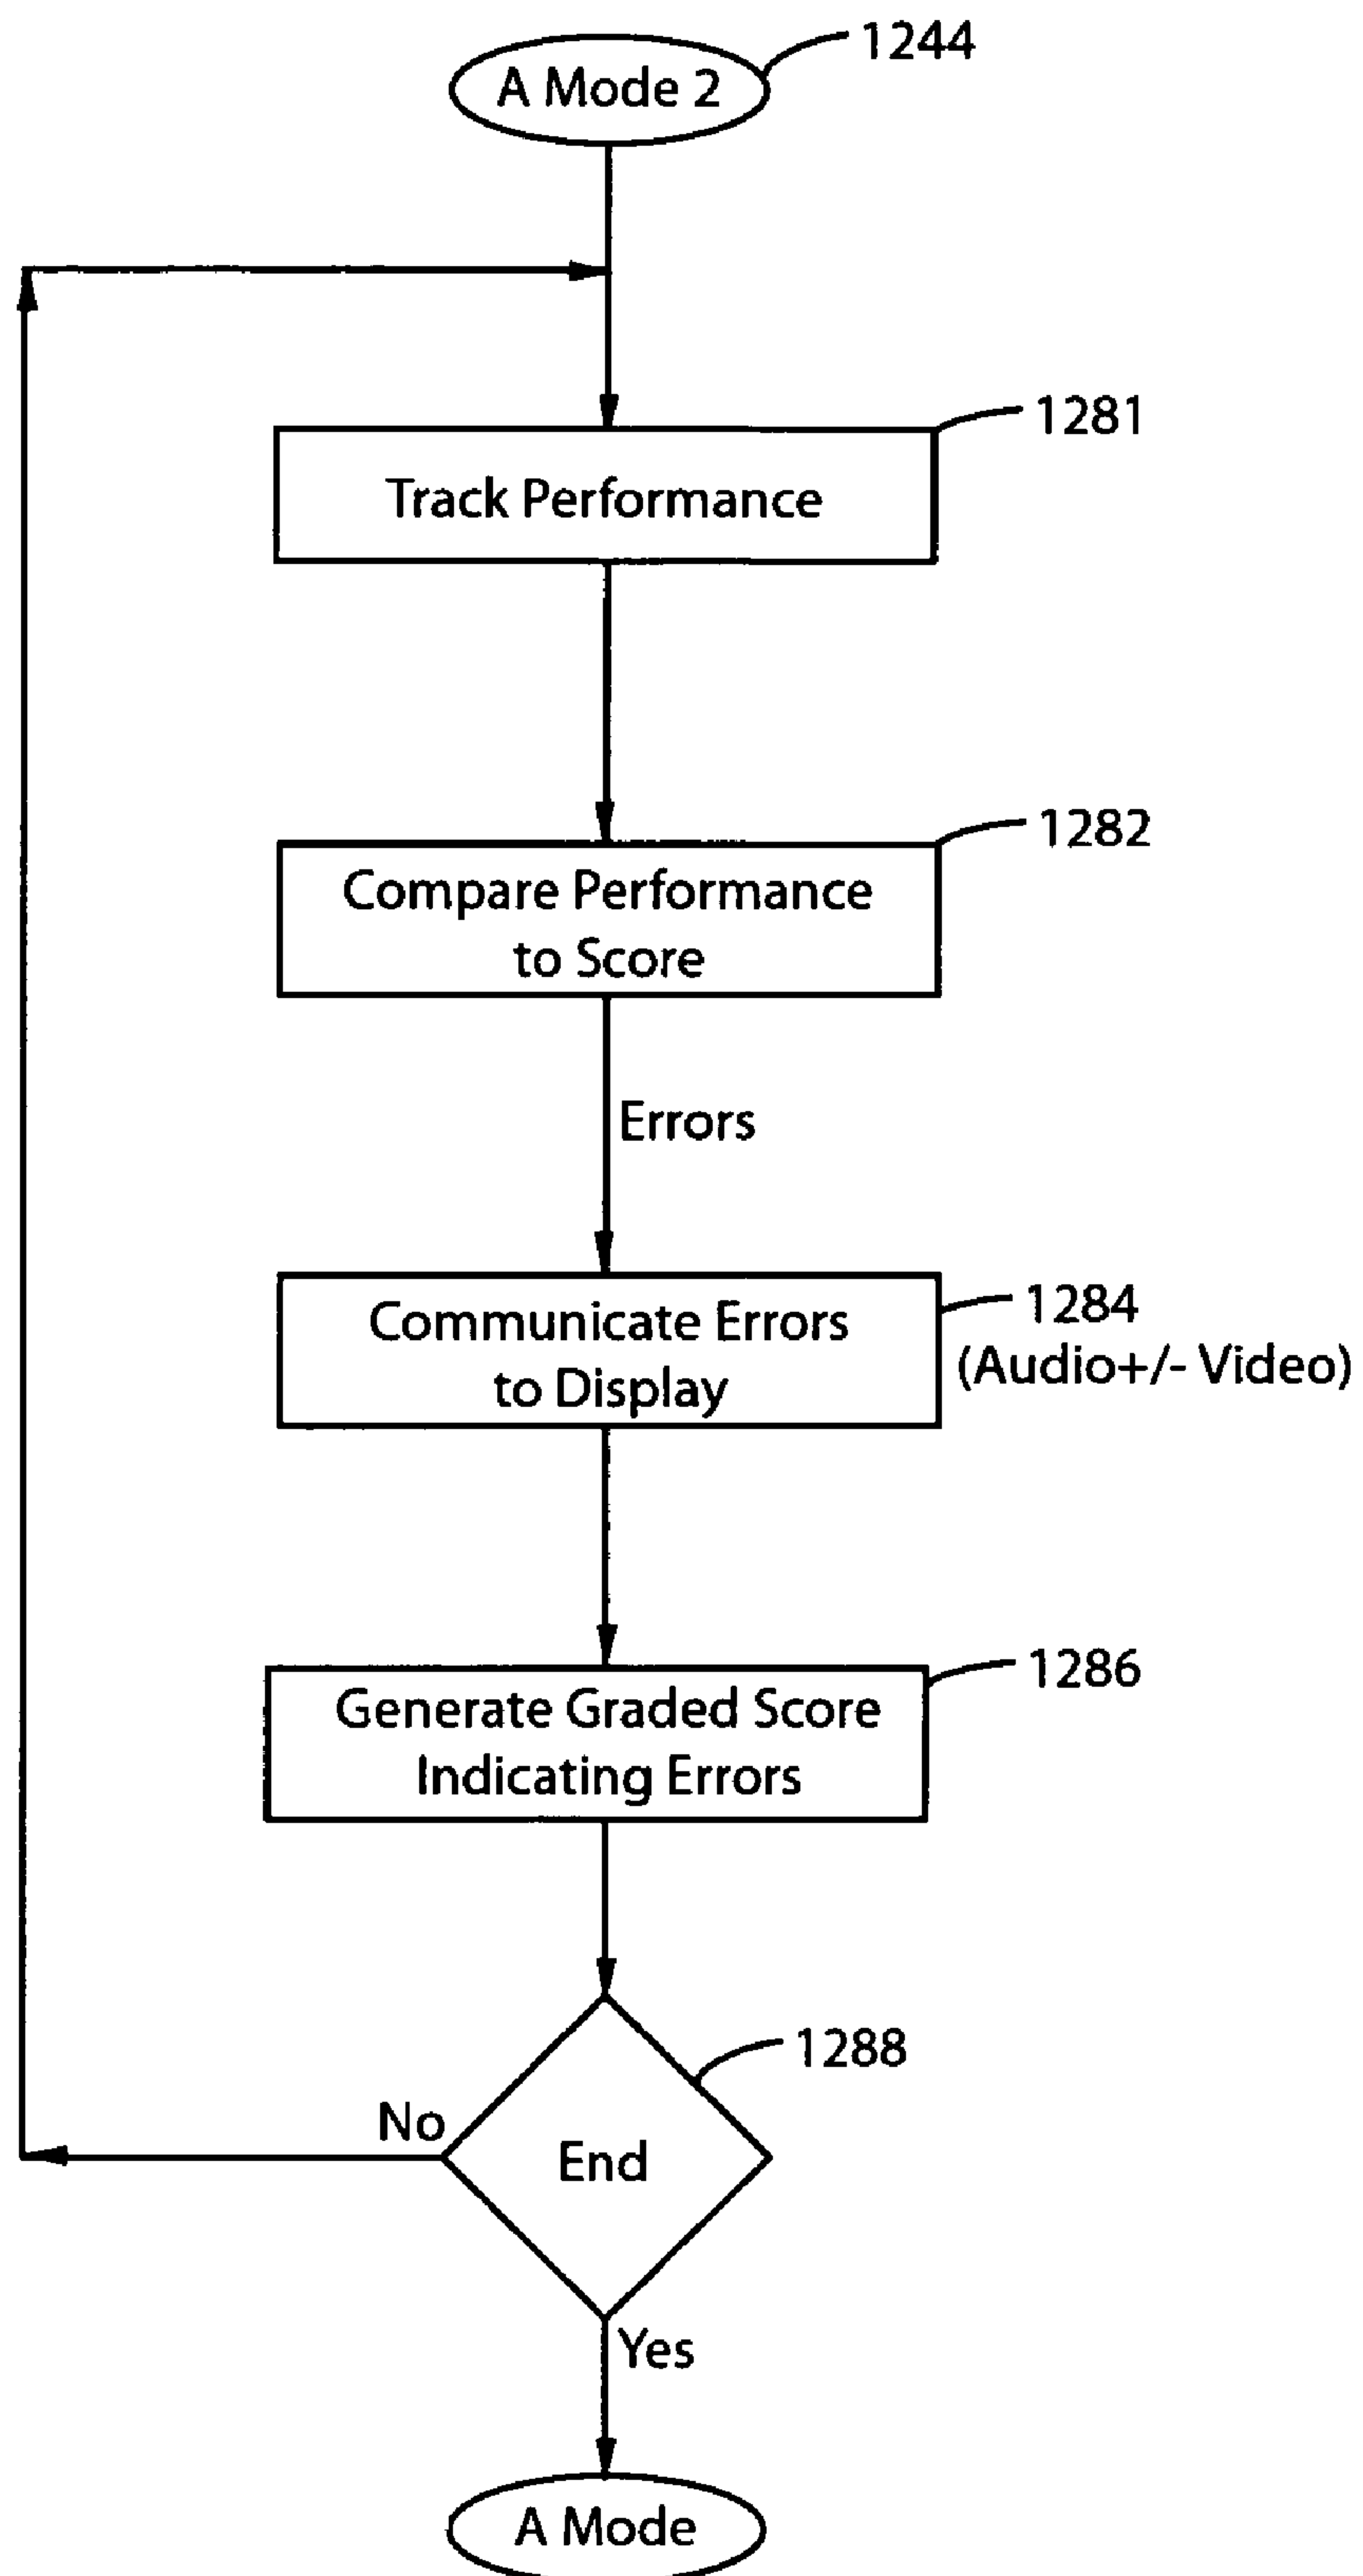 1244
A Mode 2
1281
Track Performance
1282
Compare Performance
to Score
Errors
Communicate Errors
to Display
1284
(Audio+/- Video)
1286
Generate Graded Score
Indicating Errors
1288
No
End
Yes
A Mode